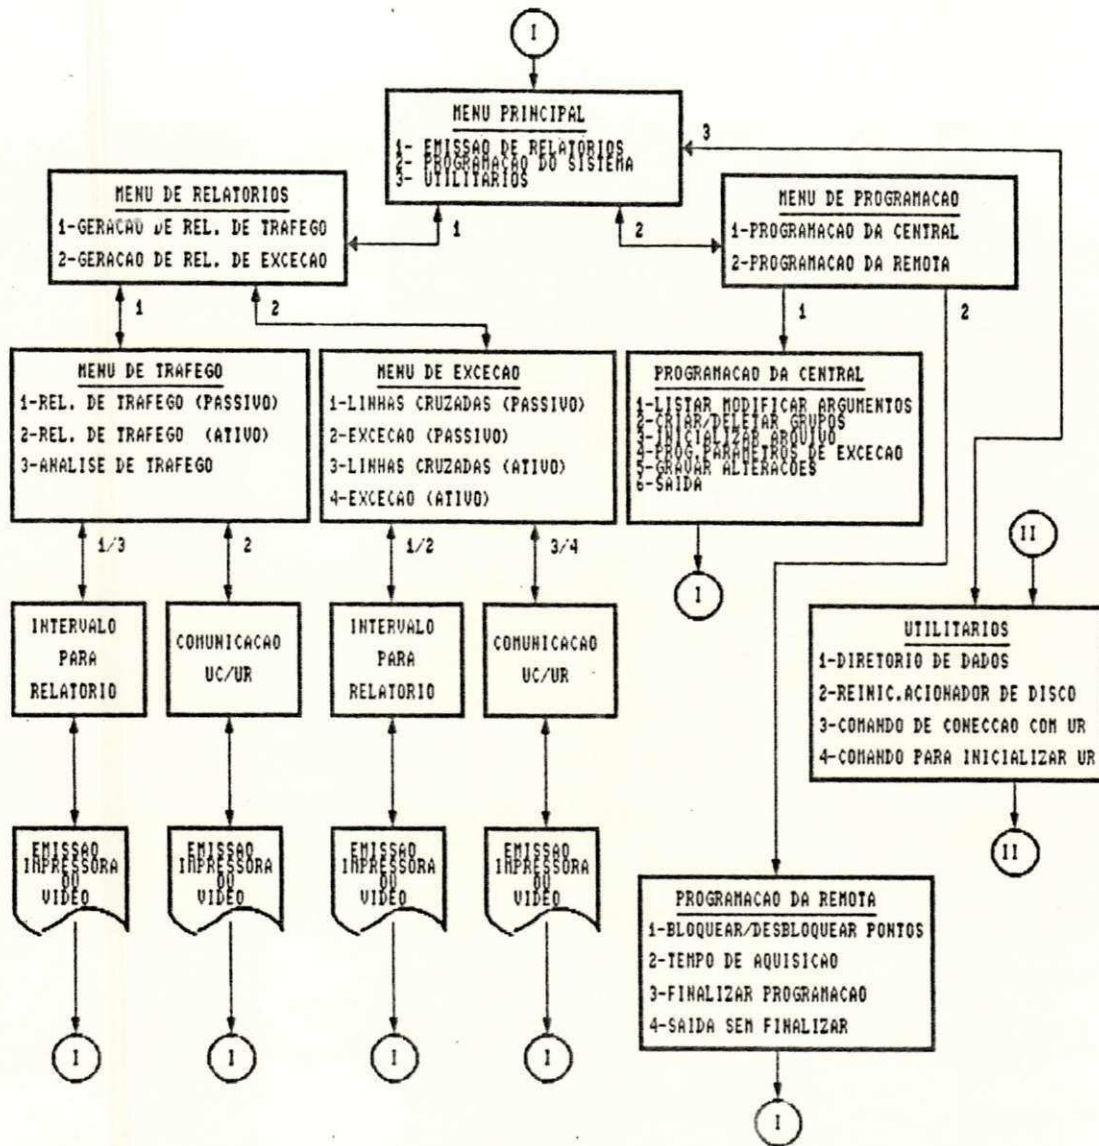 I
MENU PRINCIPAL
1- EMISSAO DE RELATORIOS
2- PROGRAMACAO DO SISTEMA
3- UTILITARIOS
3
MENU DE RELATORIOS
1-GERACAO DE REL. DE TRAFEGO
2-GERACAO DE REL. DE EXCECAO
1
2
MENU DE PROGRAMACAO
1-PROGRAMACAO DA CENTRAL
2-PROGRAMACAO DA REMOTA
1
2
1
2
MENU DE TRAFEGO
1-REL. DE TRAFEGO (PASSIVO)
2-REL. DE TRAFEGO (ATIVO)
3-ANALISE DE TRAFEGO
MENU DE EXCECAO
1-LINHAS CRUZADAS (PASSIVO)
2-EXCECAO (PASSIVO)
3-LINHAS CRUZADAS (ATIVO)
4-EXCECAO (ATIVO)
PROGRAMACAO DA CENTRAL
1-LISTAR MODIFICAR ARGUMENTOS
2-CRIAR/DELETAR GRUPOS
3-INICIALIZAR ARQUIVO
4-PROG.PARAMETROS DE EXCECAO
5-GRAVAR ALTERACOES
6-SAIDA
1/3
2
1/2
3/4
II
I
INTERVALO
PARA
RELATORIO
COMUNICACAO
UC/UR
INTERVALO
PARA
RELATORIO
COMUNICACAO
UC/UR
UTILITARIOS
1-DIRETORIO DE DADOS
2-REINIC.ACIONADOR DE DISCO
3-COMANDO DE CONECCAO COM UR
4-COMANDO PARA INICIALIZAR UR
II
EMISSAO
IMPRESSORA
OU
VIDEO
EMISSAO
IMPRESSORA
OU
VIDEO
EMISSAO
IMPRESSORA
OU
VIDEO
EMISSAO
IMPRESSORA
OU
VIDEO
PROGRAMACAO DA REMOTA
1-BLOQUEAR/DESBLOQUEAR PONTOS
2-TEMPO DE AQUISICAO
3-FINALIZAR PROGRAMACAO
4-SAIDA SEM FINALIZAR
I
I
I
I
I